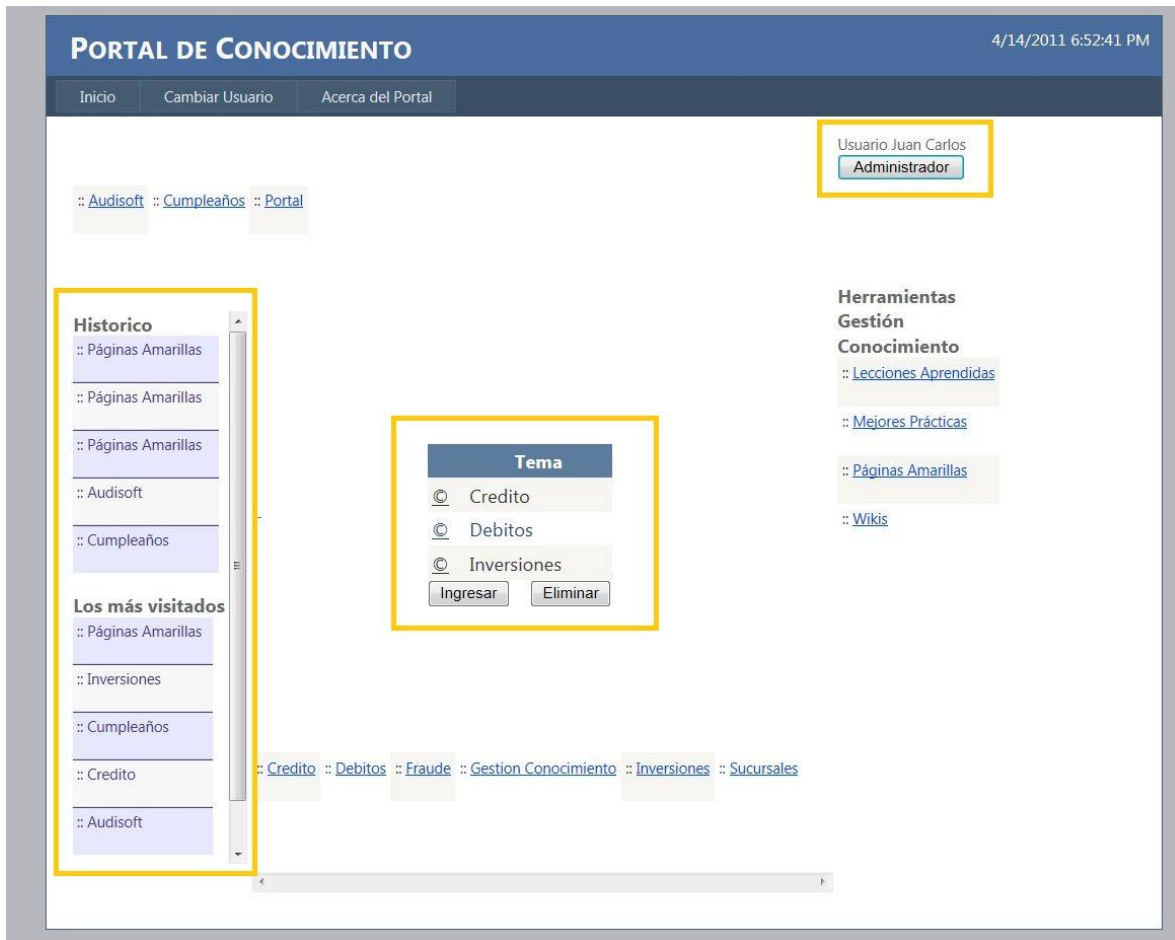 PORTAL DE CONOCIMIENTO
4/14/2011 6:52:41 PM
Inicio Cambiar Usuario Acerca del Portal
Usuario Juan Carlos
Administrador
:: Audisoft :: Cumpleaños :: Portal
Historico
:: Páginas Amarillas
:: Páginas Amarillas
:: Páginas Amarillas
:: Audisoft
:: Cumpleaños
Los más visitados
:: Páginas Amarillas
:: Inversiones
:: Cumpleaños
:: Credito
:: Audisoft
Tema
© Credito
© Debitos
© Inversiones
Ingresar Eliminar
Herramientas
Gestión
Conocimiento
:: Lecciones Aprendidas
:: Mejores Prácticas
:: Páginas Amarillas
:: Wikis
:: Credito :: Debitos :: Fraude :: Gestion Conocimiento :: Inversiones :: Sucursales